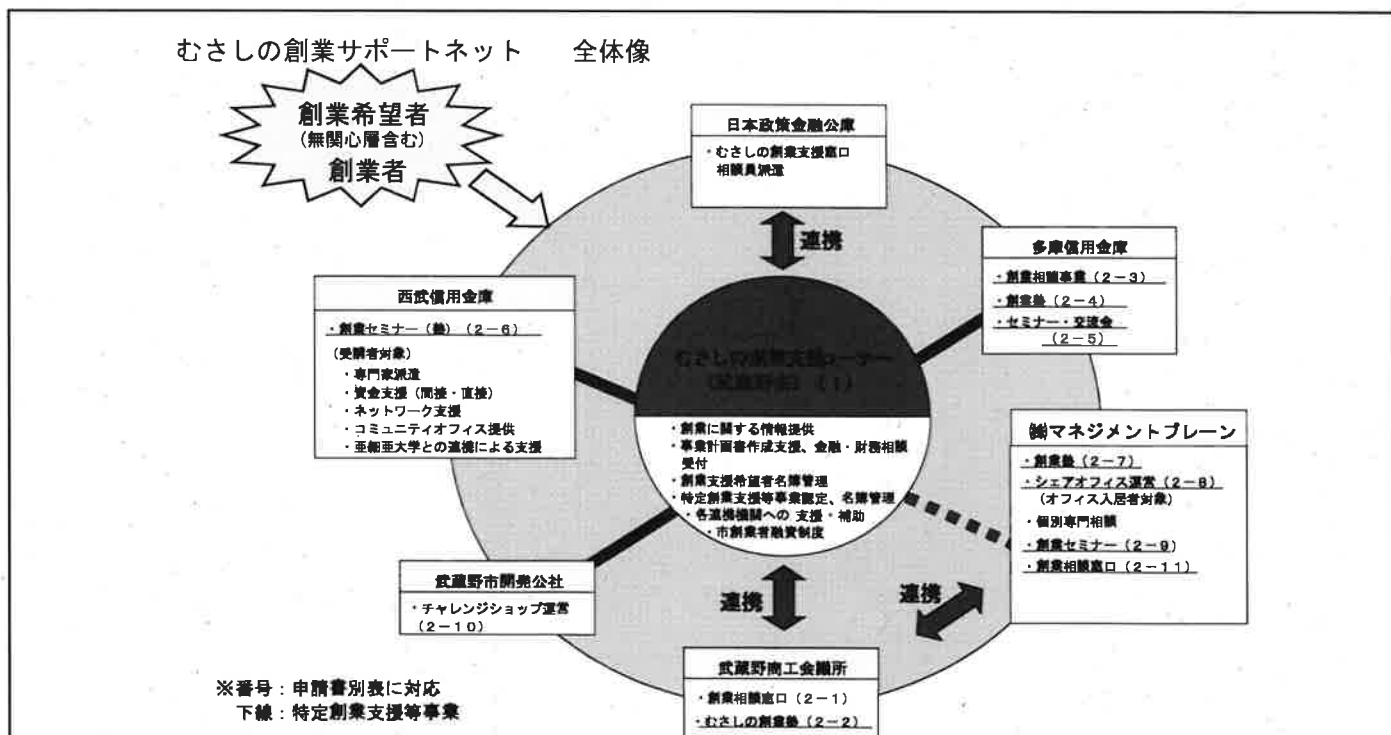 むさしの創業サポートネット　　全体像
創業希望者
(無関心層含む)
創業者
日本政策金融公庫
・むさしの創業支援窓口
相談員派遣
連携
多摩信用金庫
・創業相談事業（２－３）
・創業塾（２－４）
・セミナー・交流会
（２－５）
西武信用金庫
・創業セミナー（塾）（２－６）
（受講者対象）
・専門家派遣
・資金支援（間接・直接）
・ネットワーク支援
・コミュニティオフィス提供
・亜細亜大学との連携による支援
むさしの創業支援コーナー
（武蔵野市）（１）
・創業に関する情報提供
・事業計画書作成支援、金融・財務相談
受付
・創業支援希望者名簿管理
・特定創業支援等事業認定、名簿管理
・各連携機関への 支援・補助
・市創業者融資制度
㈱マネジメントブレーン
・創業塾（２－７）
・シェアオフィス運営（２－８）
（オフィス入居者対象）
・個別専門相談
・創業セミナー（２－９）
・創業相談窓口（２－１１）
武蔵野市開発公社
・チャレンジショップ運営
（２－１０）
連携
連携
武蔵野商工会議所
・創業相談窓口（２－１）
・むさしの創業塾（２－２）
※番号：申請書別表に対応
下線：特定創業支援等事業